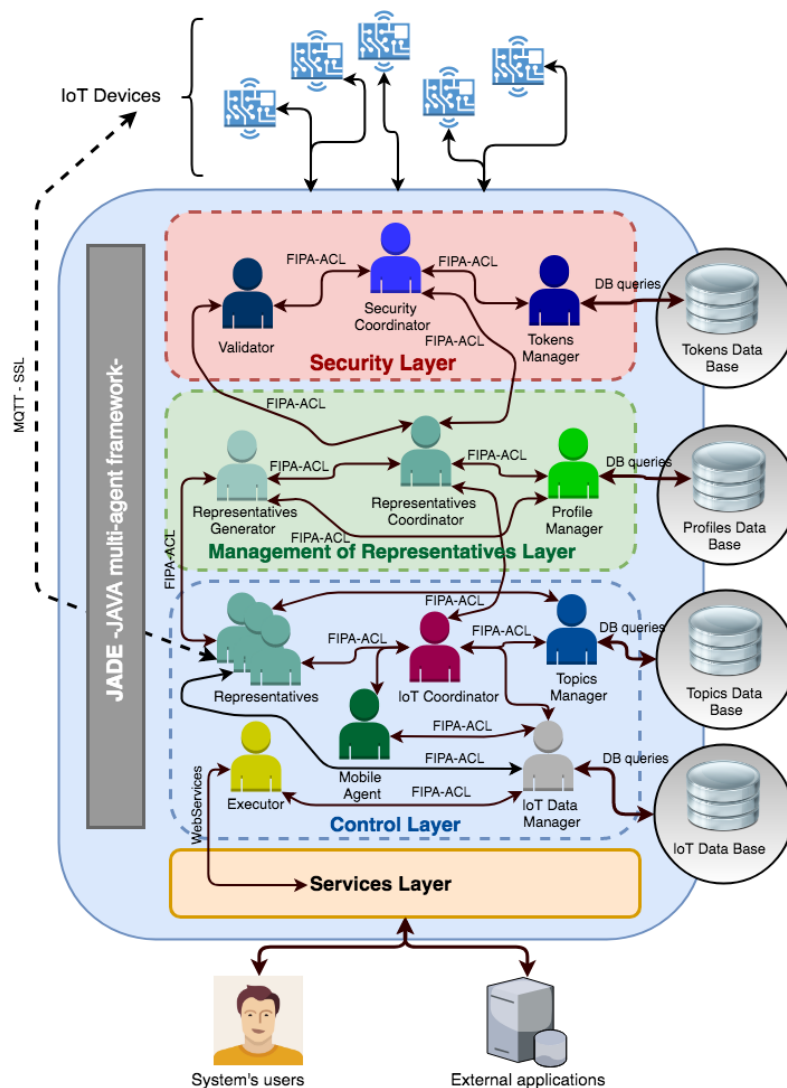 IoT Devices
MQTT - SSL
JADE -JAVA multi-agent framework-
FIPA-ACL
FIPA-ACL
DB queries
Validator
Security
Coordinator
Tokens
Manager
Tokens Data
Base
FIPA-ACL
Security Layer
FIPA-ACL
FIPA-ACL
FIPA-ACL
DB queries
Representatives
Generator
Representatives
Coordinator
Profile
Manager
Profiles Data
Base
FIPA-ACL
Management of Representatives Layer
FIPA-ACL
FIPA-ACL
FIPA-ACL
FIPA-ACL
DB queries
Representatives
IoT Coordinator
Topics
Manager
Topics Data
Base
FIPA-ACL
FIPA-ACL
DB queries
Executor
Mobile
Agent
FIPA-ACL
IoT Data
Manager
IoT Data Base
Control Layer
WebServices
Services Layer
System's users
External applications